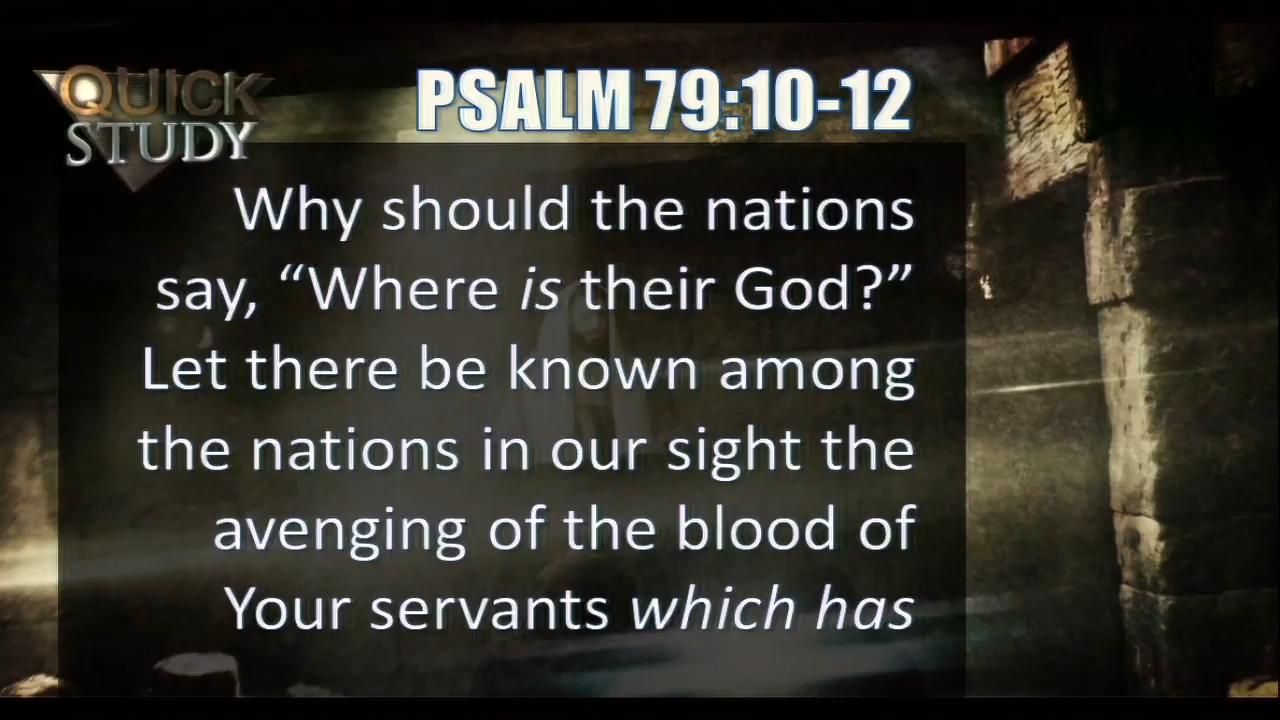 QUICK
STUDY
PSALM 79:10-12
Why should the nations
say, “Where is their God?”
Let there be known among
the nations in our sight the
avenging of the blood of
Your servants which has